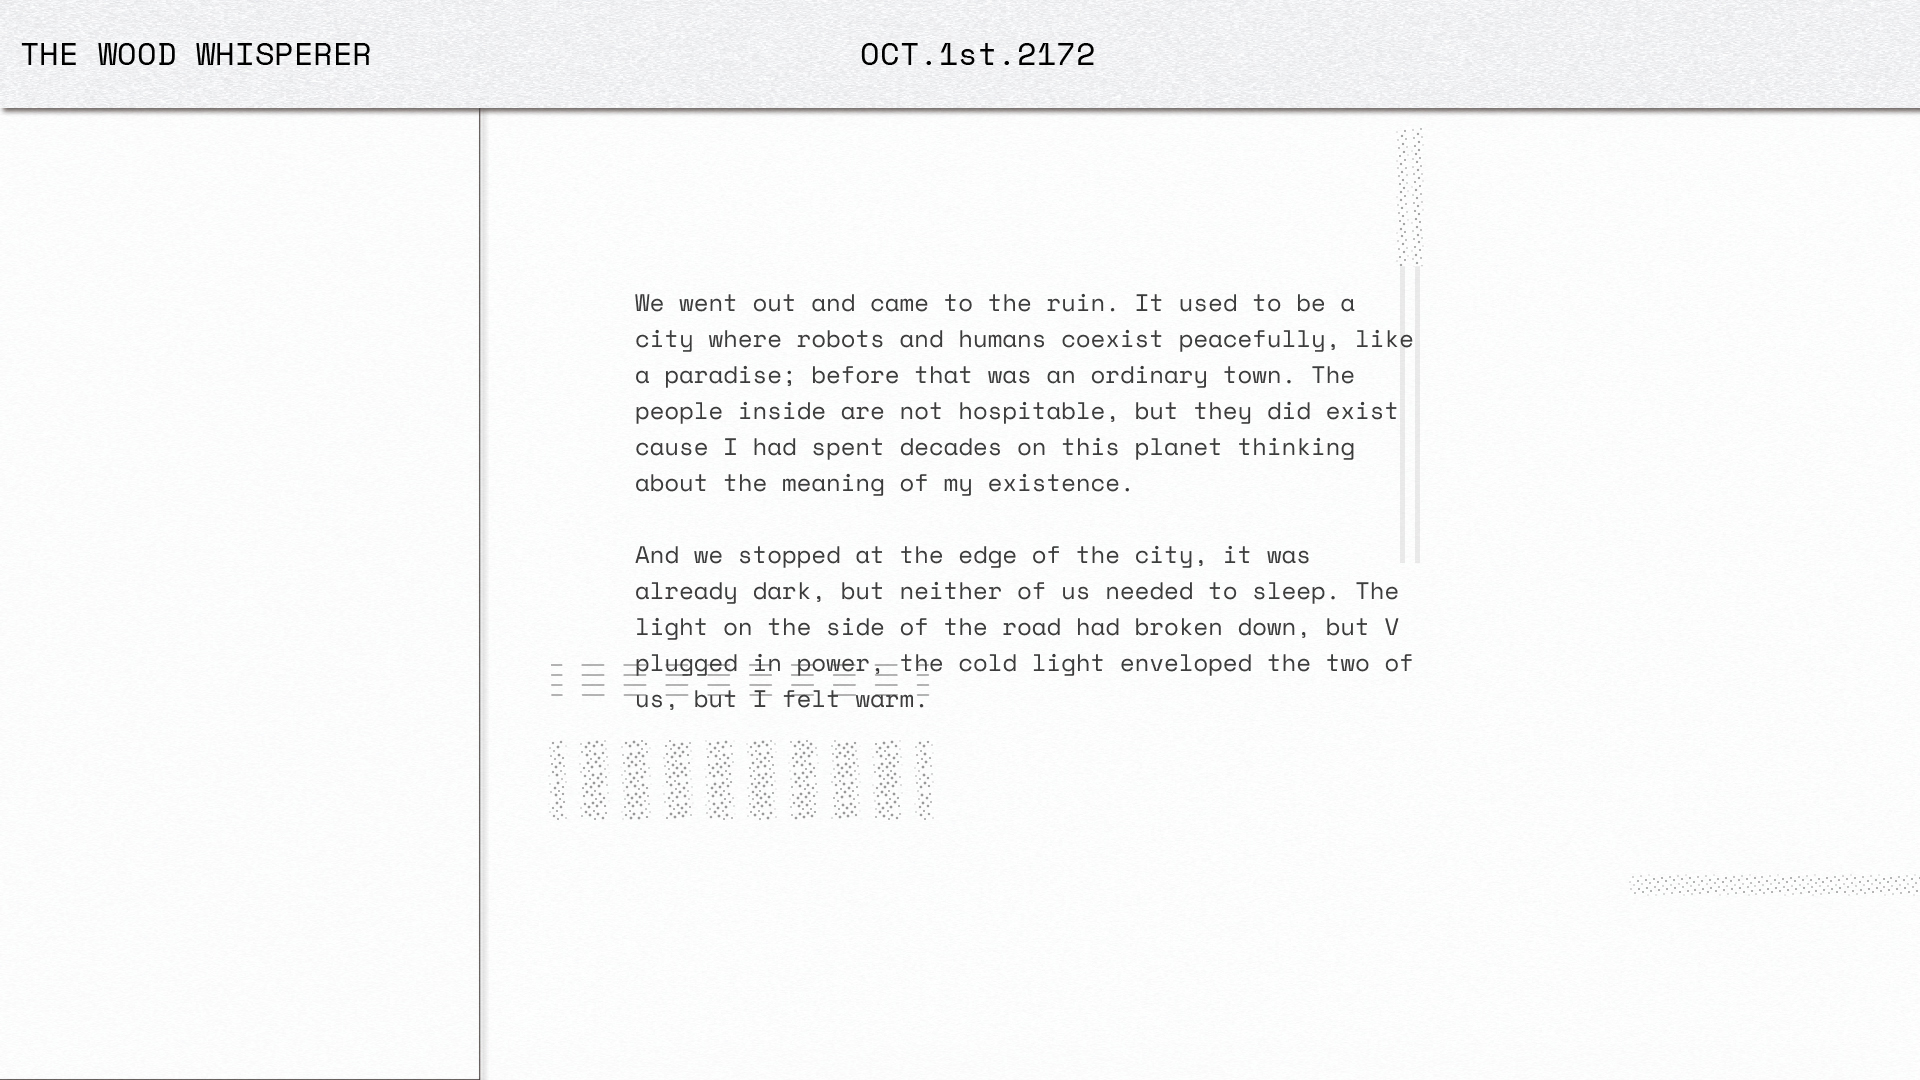 THE WOOD WHISPERER
OCT.1st.2172
We went out and came to the ruin. It used to be a
city where robots and humans coexist peacefully, like
a paradise; before that was an ordinary town. The
people inside are not hospitable, but they did exist
cause I had spent decades on this planet thinking
about the meaning of my existence.
And we stopped at the edge of the city, it was
already dark, but neither of us needed to sleep. The
light on the side of the road had broken down, but V
plugged in power, the cold light enveloped the two of
us, but I felt warm.